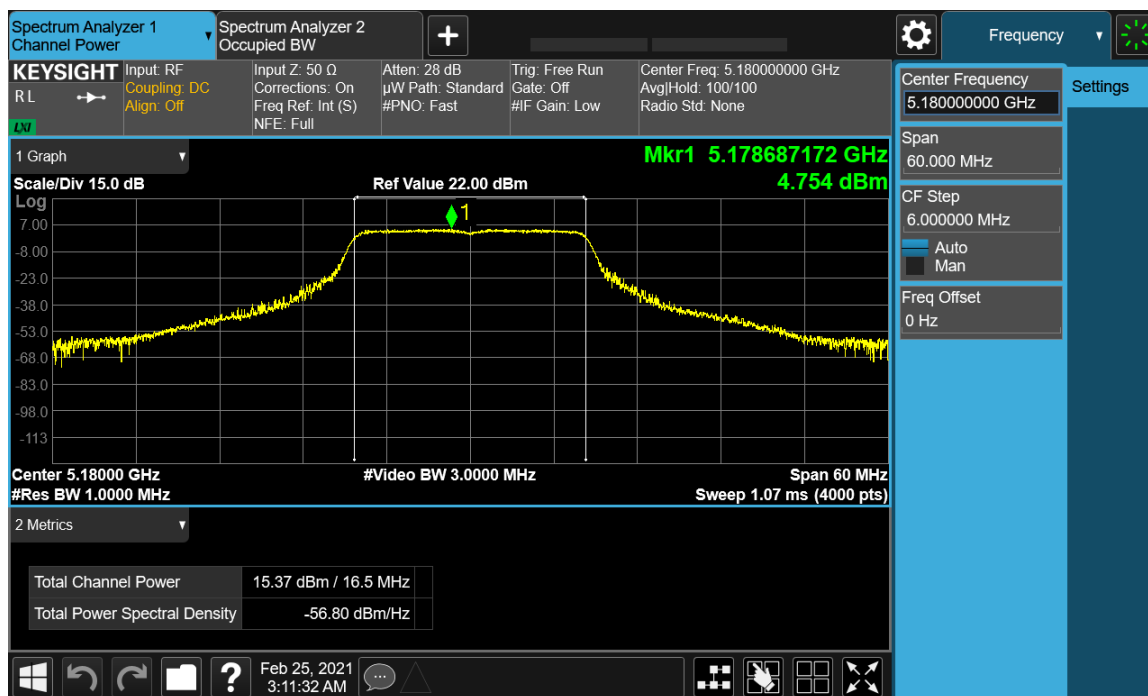 Spectrum Analyzer 1
Channel Power
Spectrum Analyzer 2
Occupied BW
Frequency
KEYSIGHT
R L
LXI
Input: RF
Coupling: DC
Align: Off
Input Z: 50 Ω
Corrections: On
Freq Ref: Int (S)
NFE: Full
Atten: 28 dB
µW Path: Standard
#PNO: Fast
Trig: Free Run
Gate: Off
#IF Gain: Low
Center Freq: 5.180000000 GHz
Avg|Hold: 100/100
Radio Std: None
Center Frequency
5.180000000 GHz
Settings
Span
60.000 MHz
CF Step
6.000000 MHz
Auto
Man
Freq Offset
0 Hz
1 Graph
Mkr1 5.178687172 GHz
4.754 dBm
Scale/Div 15.0 dB
Ref Value 22.00 dBm
Log
1
7.00
-8.00
-23.0
-38.0
-53.0
-68.0
-83.0
-98.0
-113
Center 5.18000 GHz
#Video BW 3.0000 MHz
Span 60 MHz
#Res BW 1.0000 MHz
Sweep 1.07 ms (4000 pts)
2 Metrics
Total Channel Power 15.37 dBm / 16.5 MHz
Total Power Spectral Density -56.80 dBm/Hz
?
Feb 25, 2021
3:11:32 AM